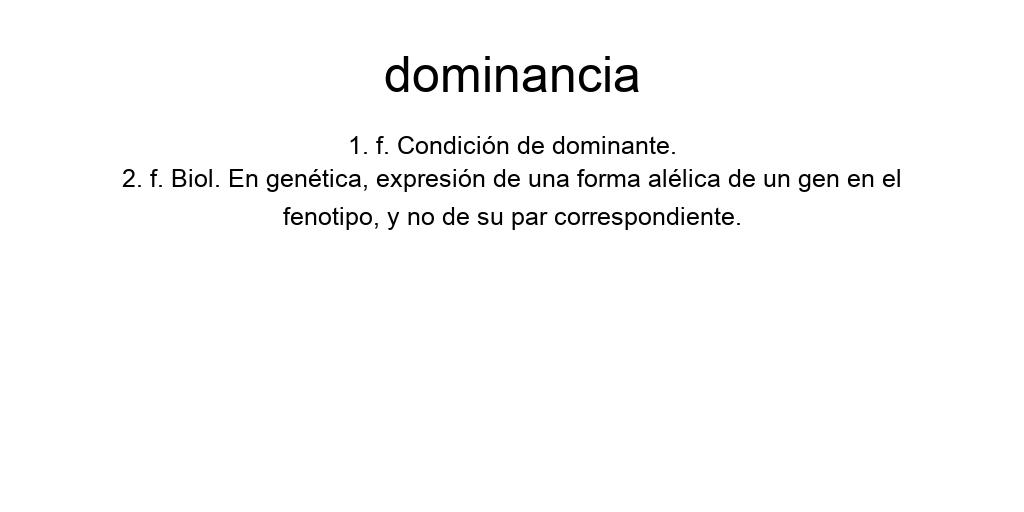 dominancia
1. f. Condición de dominante.
2. f. Biol. En genética, expresión de una forma alélica de un gen en el
fenotipo, y no de su par correspondiente.